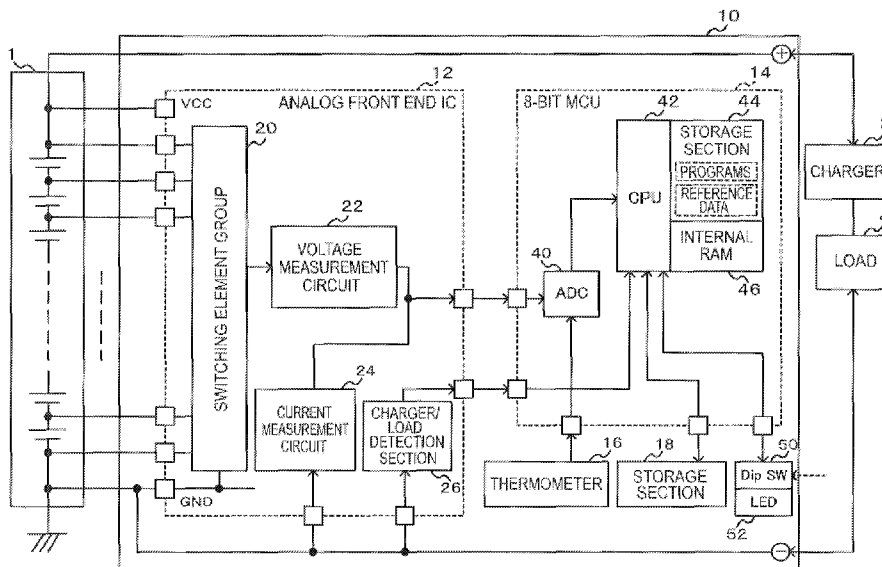 10
1
12
14
ANALOG FRONT END IC
8-BIT MCU
42
44
VCC
20
STORAGE
SECTION
PROGRAMS
REFERENCE
DATA
CPU
CHARGER
22
VOLTAGE
MEASUREMENT
CIRCUIT
SWITCHING ELEMENT GROUP
INTERNAL
RAM
40
46
LOAD
ADC
24
CURRENT
MEASUREMENT
CIRCUIT
CHARGER/
LOAD
DETECTION
SECTION
26
16
18
50
THERMOMETER
STORAGE
SECTION
Dip SW
LED
52
GND